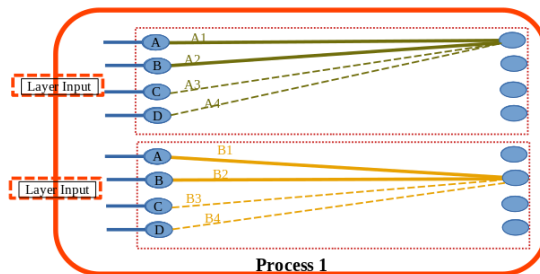 A
A1
B
A2
Layer Input
C
A3
D
A4
A
B1
B
B2
Layer Input
C
B3
D
B4
Process 1